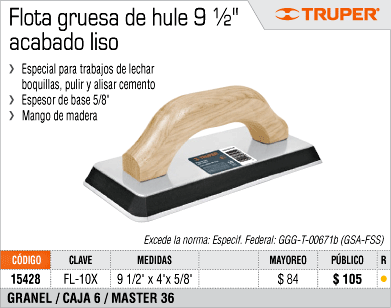 Flota gruesa de hule 9 ½"
acabado liso
TRUPER®
› Especial para trabajos de lechar
boquillas, pulir y alisar cemento
› Espesor de base 5/8"
› Mango de madera
TRUPER
Excede la norma: Especif. Federal: GGG-T-00671b (GSA-FSS)
CÓDIGO CLAVE MEDIDAS MAYOREO PÚBLICO R
15428 FL-10X 9 1/2" x 4"x 5/8" $ 84 $ 105
GRANEL / CAJA 6 / MASTER 36